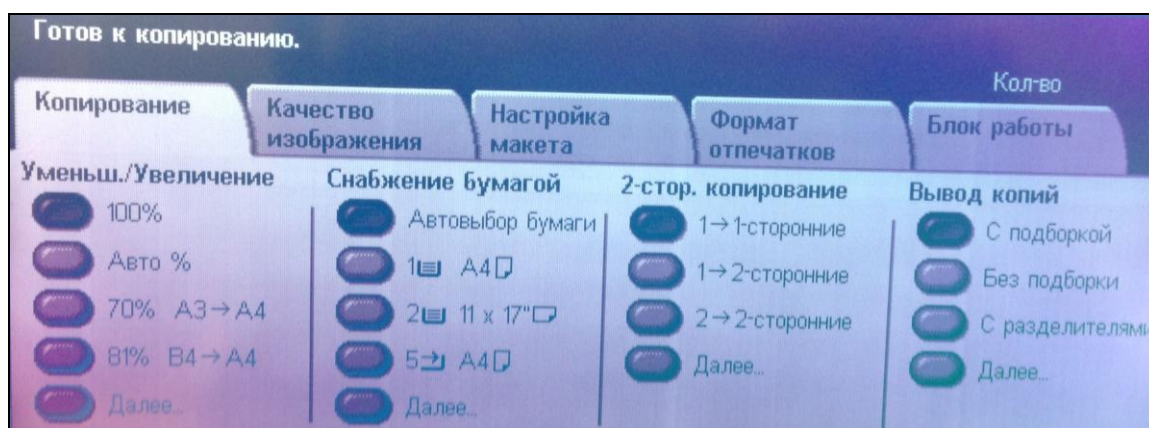 Готов к копированию.
Кол-во
Копирование
Качество
изображения
Настройка
макета
Формат
отпечатков
Блок работы
Уменьш./Увеличение
100%
Авто %
70% A3→A4
81% B4→A4
Далее...
Снабжение бумагой
Автовыбор бумаги
1 A4
2 11 x 17"
5 A4
Далее...
2-стор. копирование
1→1-сторонние
1→2-сторонние
2→2-сторонние
Далее...
Вывод копий
С подборкой
Без подборки
С разделителями
Далее...